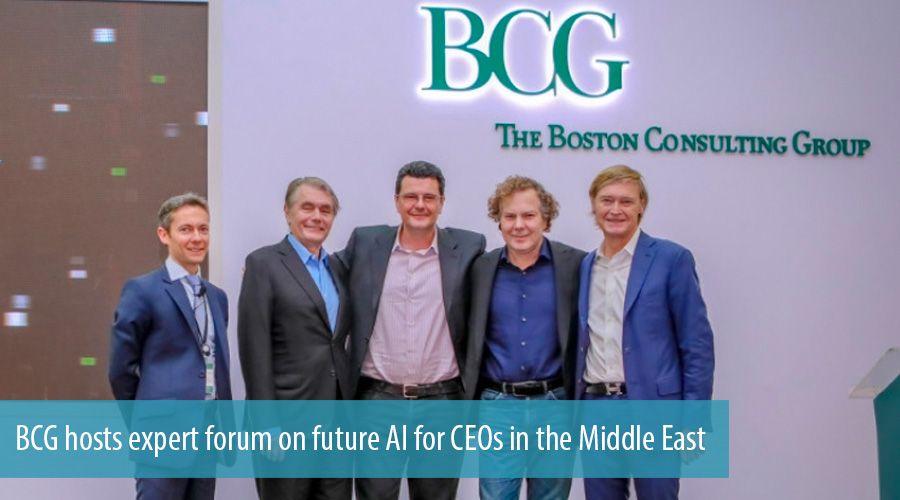 BCG
THE BOSTON CONSULTING GROUP
BCG hosts expert forum on future AI for CEOs in the Middle East